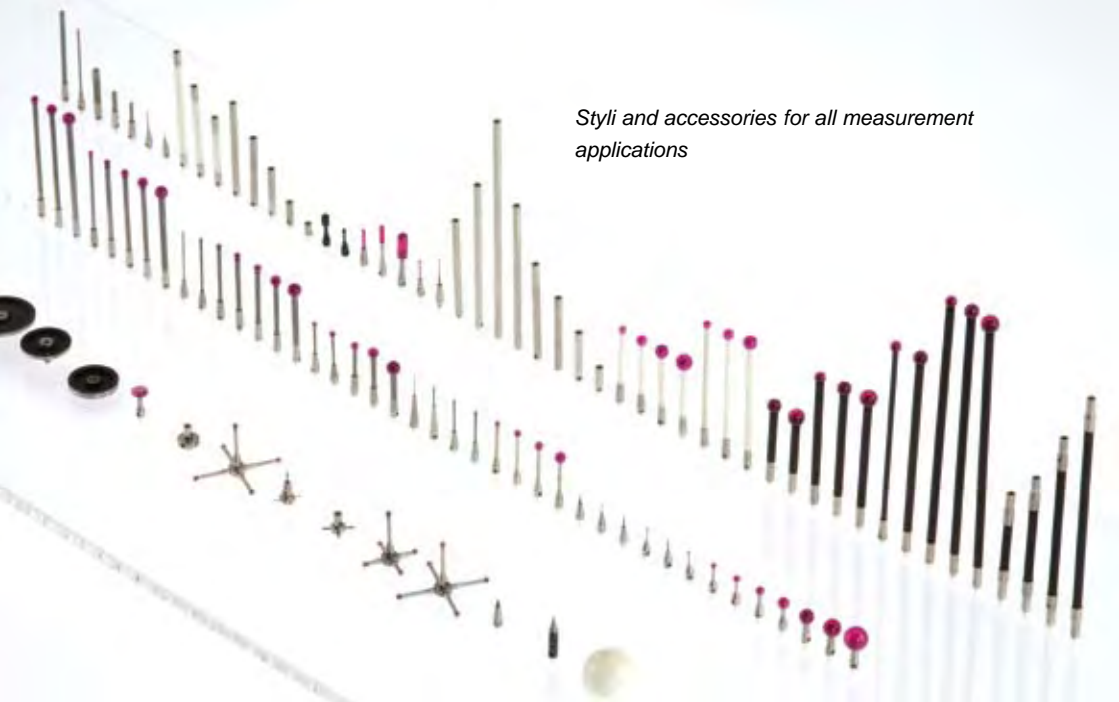 Styli and accessories for all measurement
applications